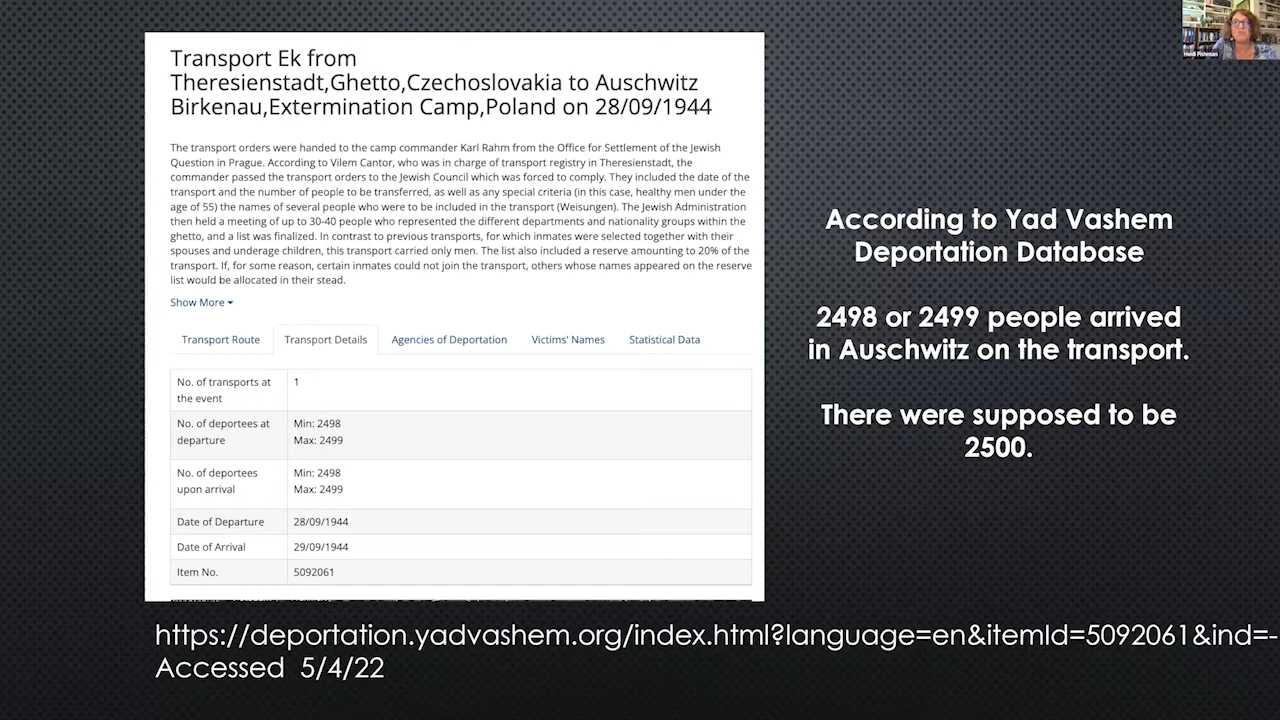 Transport Ek from
Theresienstadt,Ghetto,Czechoslovakia to Auschwitz
Birkenau,Extermination Camp,Poland on 28/09/1944
The transport orders were handed to the camp commander Karl Rahm from the Office for Settlement of the Jewish
Question in Prague. According to Vilem Cantor, who was in charge of transport registry in Theresienstadt, the
commander passed the transport orders to the Jewish Council which was forced to comply. They included the date of the
transport and the number of people to be transferred, as well as any special criteria (in this case, healthy men under the
age of 55) the names of several people who were to be included in the transport (Weisungen). The Jewish Administration
then held a meeting of up to 30-40 people who represented the different departments and nationality groups within the
ghetto, and a list was finalized. In contrast to previous transports, for which inmates were selected together with their
spouses and underage children, this transport carried only men. The list also included a reserve amounting to 20% of the
transport. If, for some reason, certain inmates could not join the transport, others whose names appeared on the reserve
list would be allocated in their stead.
Show More
Transport Route Transport Details Agencies of Deportation Victims' Names Statistical Data
No. of transports at 1
the event
No. of deportees at Min: 2498
departure Max: 2499
No. of deportees Min: 2498
upon arrival Max: 2499
Date of Departure 28/09/1944
Date of Arrival 29/09/1944
Item No. 5092061
According to Yad Vashem
Deportation Database
2498 or 2499 people arrived
in Auschwitz on the transport.
There were supposed to be
2500.
https://deportation.yadvashem.org/index.html?language=en&itemId=5092061&ind=-
Accessed 5/4/22
Heidi Fishman